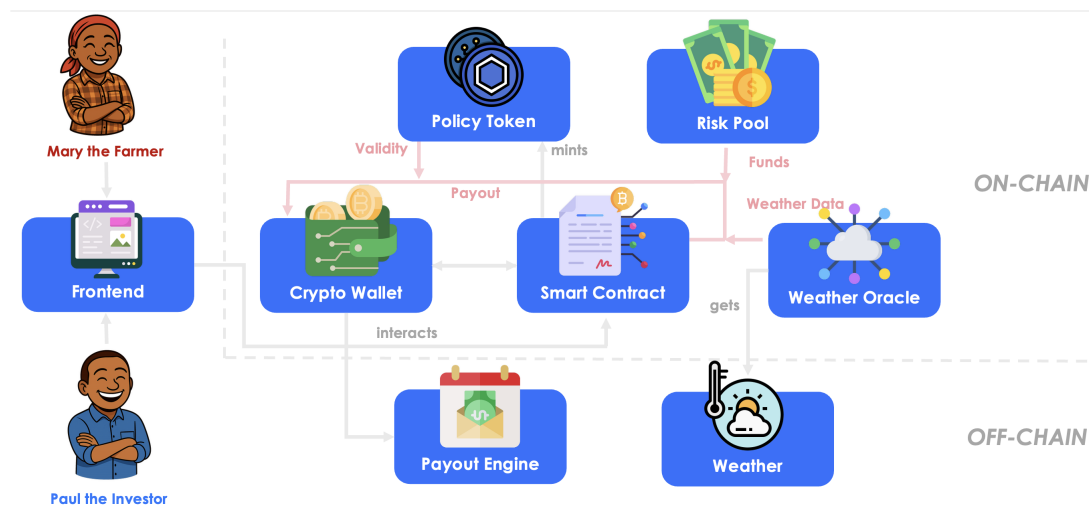 Policy Token
Risk Pool
Mary the Farmer
Validity
mints
Funds
ON-CHAIN
Payout
Weather Data
Frontend
Crypto Wallet
Smart Contract
Weather Oracle
gets
interacts
OFF-CHAIN
Payout Engine
Weather
Paul the Investor